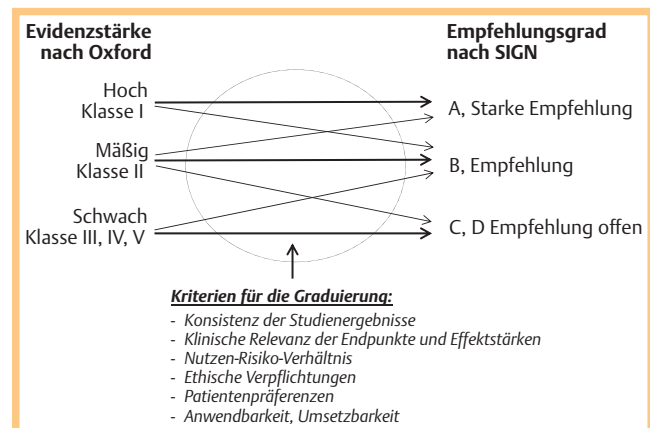 Evidenzstärke
nach Oxford
Empfehlungsgrad
nach SIGN
Hoch
Klasse I
A, Starke Empfehlung
Mäßig
Klasse II
B, Empfehlung
Schwach
Klasse III, IV, V
C, D Empfehlung offen
Kriterien für die Graduierung:
- Konsistenz der Studienergebnisse
- Klinische Relevanz der Endpunkte und Effektstärken
- Nutzen-Risiko-Verhältnis
- Ethische Verpflichtungen
- Patientenpräferenzen
- Anwendbarkeit, Umsetzbarkeit